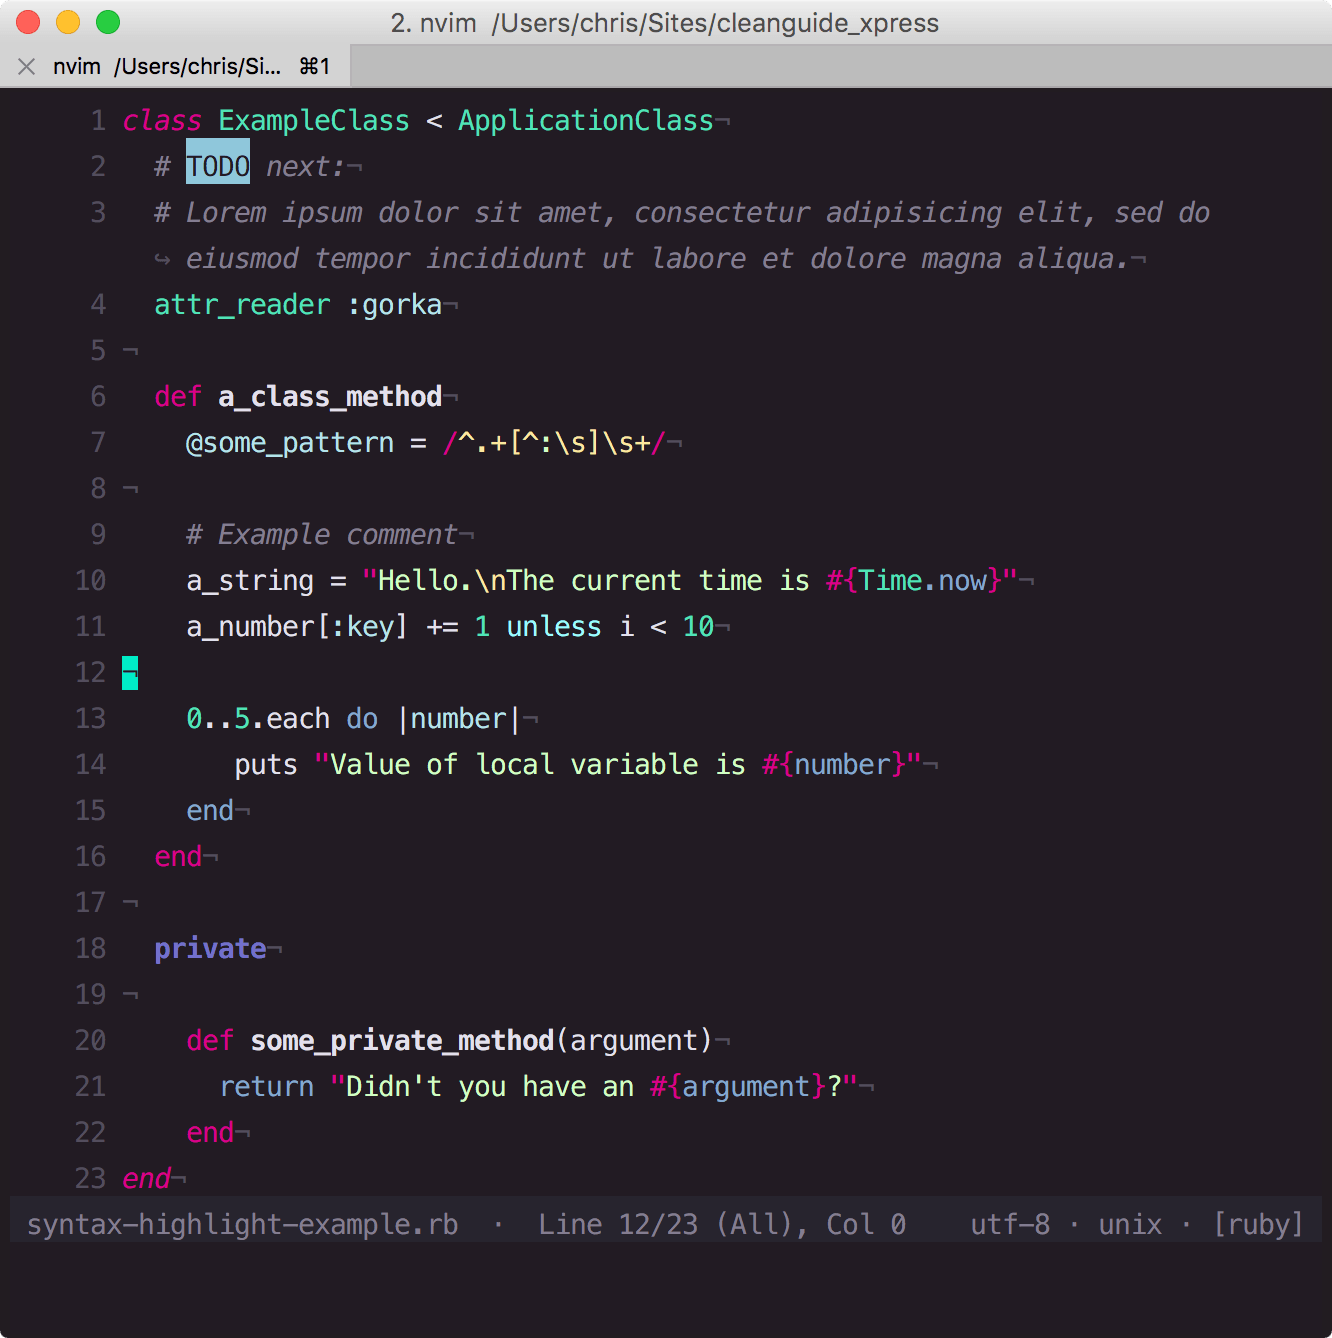 2. nvim  /Users/chris/Sites/cleanguide_xpress
nvim  /Users/chris/Si...  ⌘1
1 class ExampleClass < ApplicationClass¬
2   # TODO next:¬
3   # Lorem ipsum dolor sit amet, consectetur adipisicing elit, sed do
  ↪ eiusmod tempor incididunt ut labore et dolore magna aliqua.¬
4   attr_reader :gorka¬
5 ¬
6   def a_class_method¬
7     @some_pattern = /^.+[^:\s]\s+/¬
8 ¬
9     # Example comment¬
10     a_string = "Hello.\nThe current time is #{Time.now}"¬
11     a_number[:key] += 1 unless i < 10¬
12 ¬
13     0..5.each do |number|¬
14        puts "Value of local variable is #{number}"¬
15     end¬
16   end¬
17 ¬
18   private¬
19 ¬
20     def some_private_method(argument)¬
21       return "Didn't you have an #{argument}?"¬
22     end¬
23 end¬
syntax-highlight-example.rb  ·  Line 12/23 (All), Col 0    utf-8 · unix · [ruby]